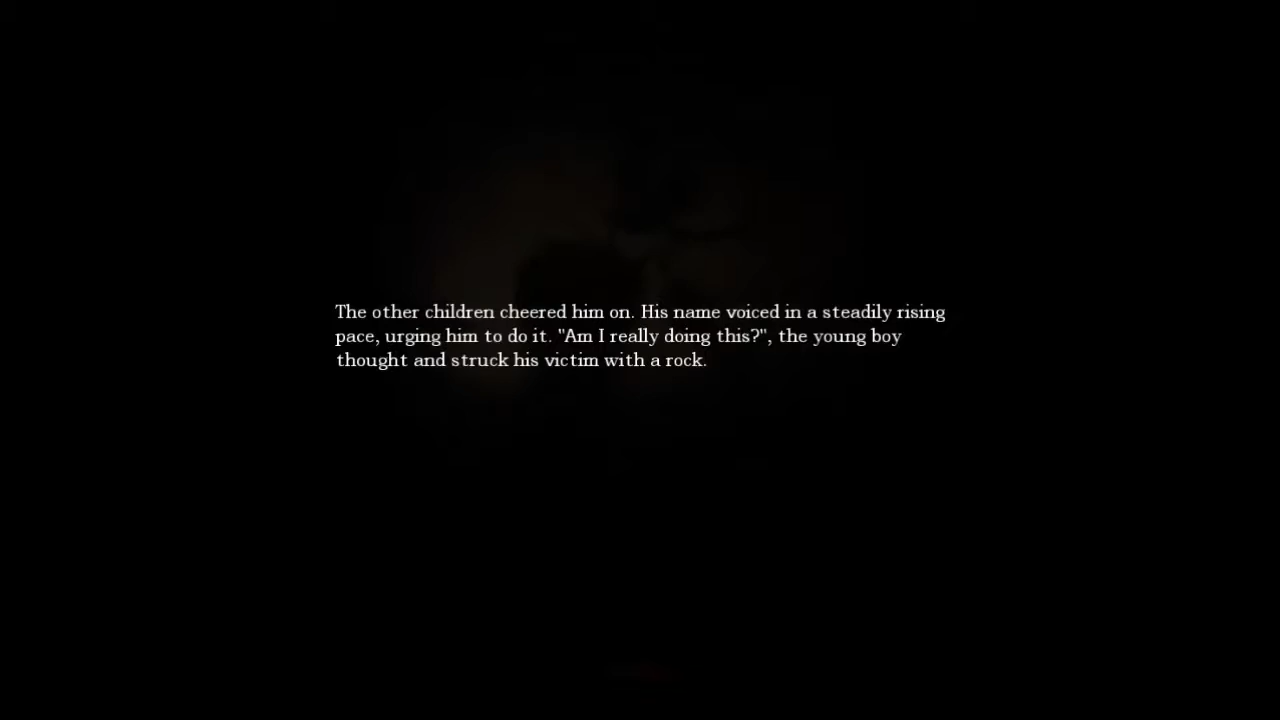 The other children cheered him on. His name voiced in a steadily rising
pace, urging him to do it. "Am I really doing this?", the young boy
thought and struck his victim with a rock.